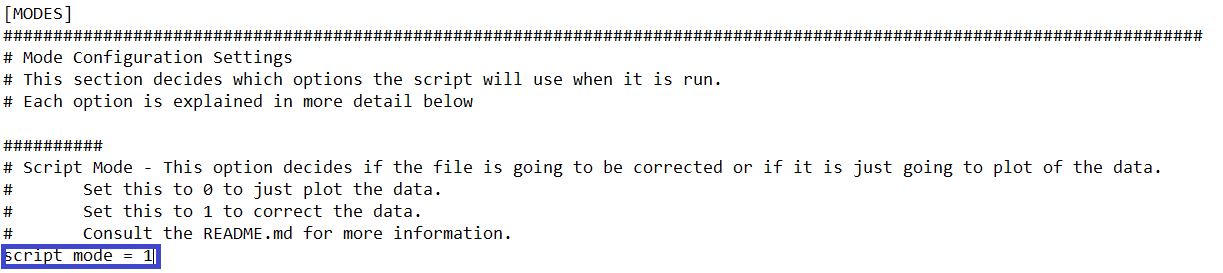 [MODES]
########################################################################################################################
# Mode Configuration Settings
# This section decides which options the script will use when it is run.
# Each option is explained in more detail below
##########
# Script Mode - This option decides if the file is going to be corrected or if it is just going to plot of the data.
#       Set this to 0 to just plot the data.
#       Set this to 1 to correct the data.
#       Consult the README.md for more information.
script mode = 1